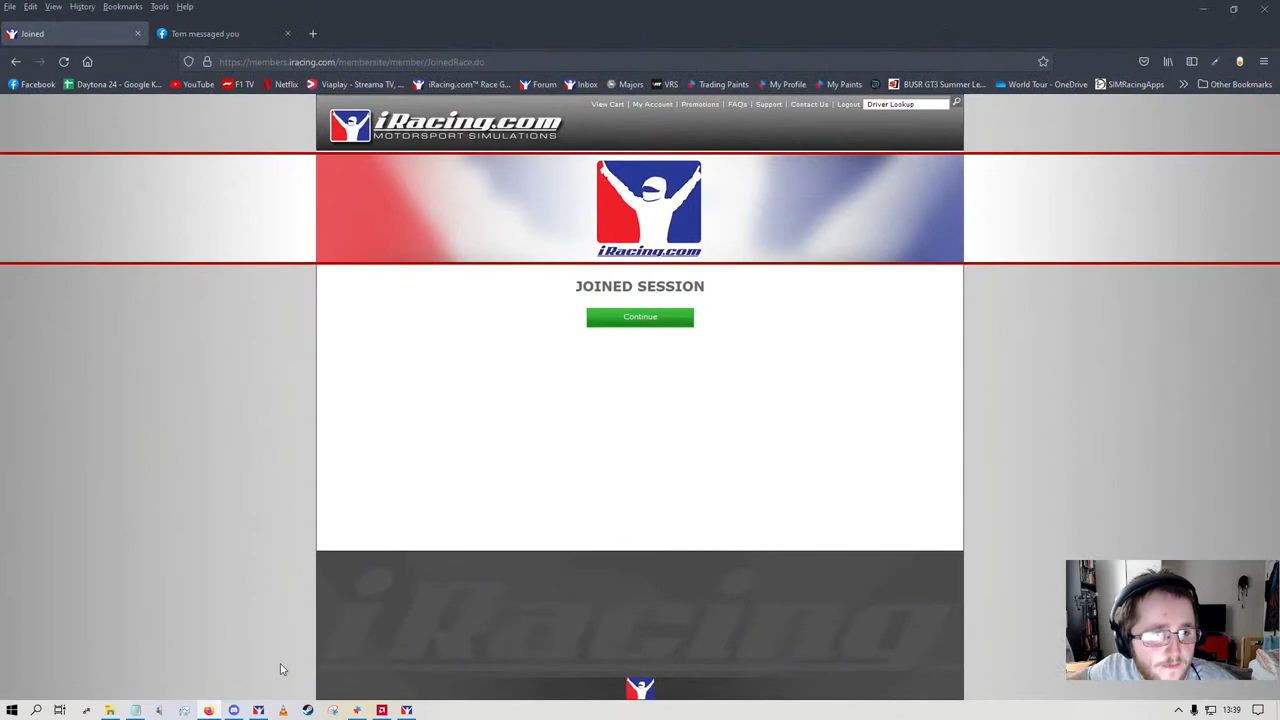 File Edit View History Bookmarks Tools Help
Joined
Tom messaged you
https://members.iracing.com/membersite/member/JoinedRace.do
Facebook
Daytona 24 - Google K...
YouTube
F1 TV
Netflix
Viaplay - Streama TV, ...
iRacing.com™ Race G...
Forum
Inbox
Majors
VRS
Trading Paints
My Profile
My Paints
BUSR GT3 Summer Le...
World Tour - OneDrive
SIMRacingApps
Other Bookmarks
View Cart | My Account | Promotions | FAQs | Support | Contact Us | Logout
Driver Lookup
iRacing.com
MOTORSPORT SIMULATIONS
iRacing.com
JOINED SESSION
Continue
iRacing
13:39